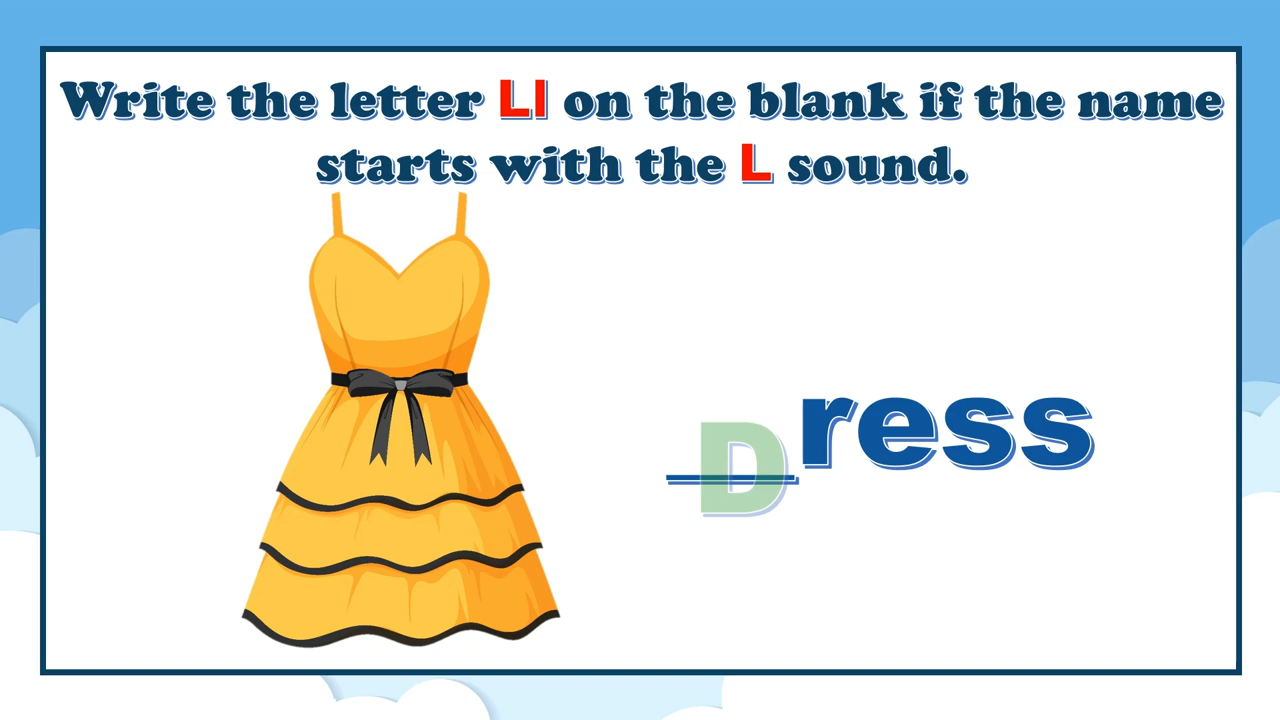 Write the letter Ll on the blank if the name
starts with the L sound.
Dress